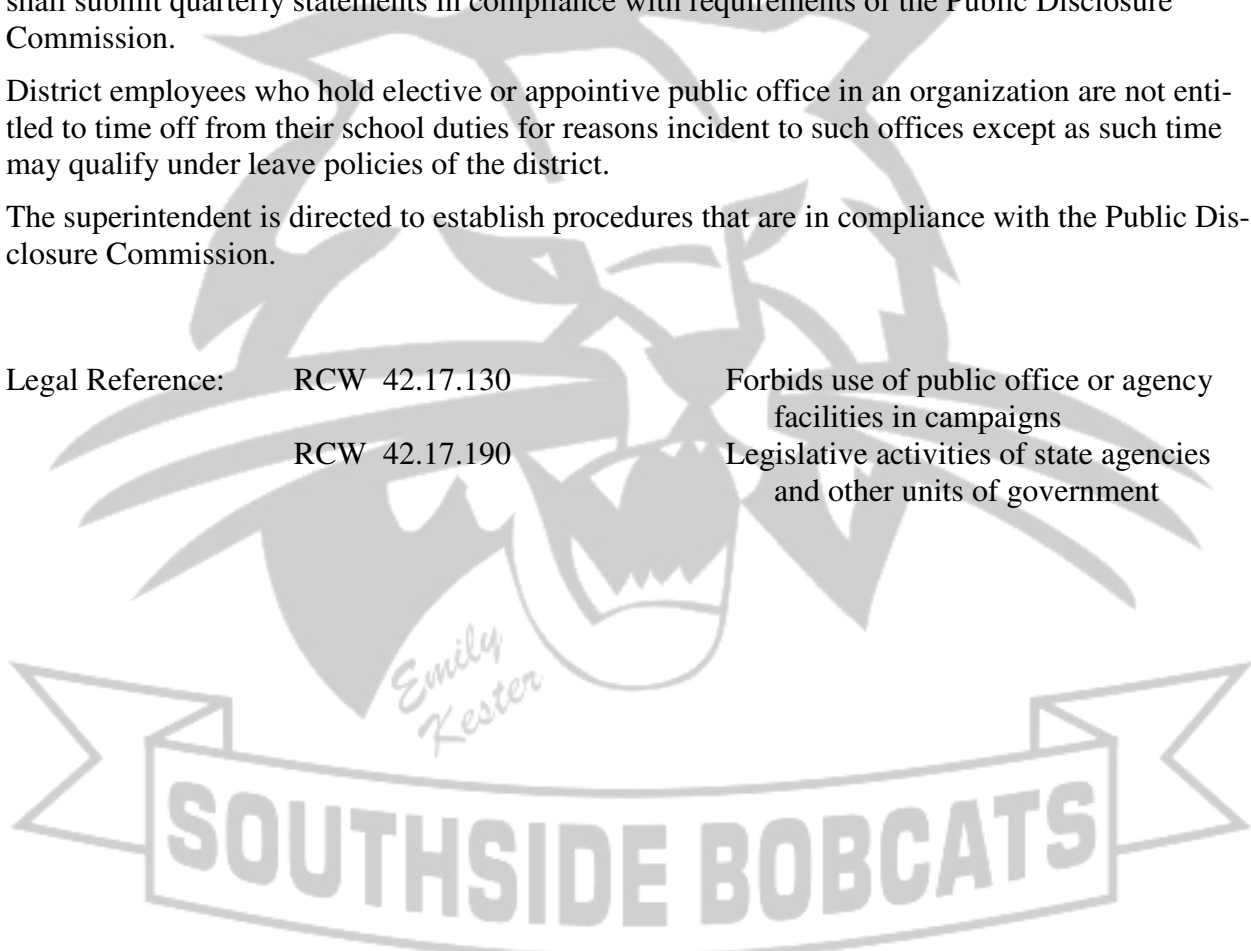 shall submit quarterly statements in compliance with requirements of the Public Disclosure
Commission.
District employees who hold elective or appointive public office in an organization are not enti-
tled to time off from their school duties for reasons incident to such offices except as such time
may qualify under leave policies of the district.
The superintendent is directed to establish procedures that are in compliance with the Public Dis-
closure Commission.
Legal Reference: RCW 42.17.130 Forbids use of public office or agency
facilities in campaigns
RCW 42.17.190 Legislative activities of state agencies
and other units of government
Emily
Kester
SOUTHSIDE BOBCATS